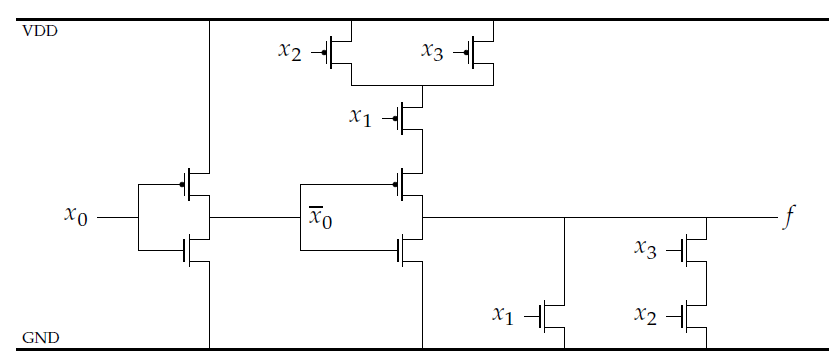 VDD
x₂ x₃
x₁
x₀ x̅₀ f
x₃
x₁ x₂
GND